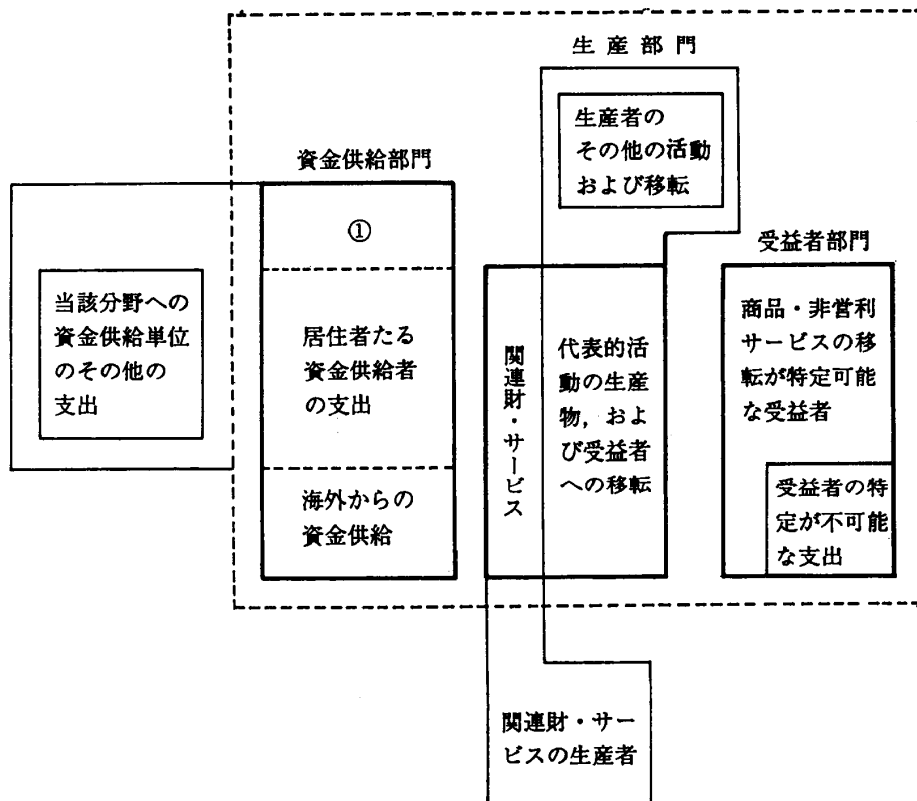 生産部門
生産者の
その他の活動
および移転
資金供給部門
①
受益者部門
当該分野への
資金供給単位
のその他の
支出
居住者たる
資金供給者
の支出
海外からの
資金供給
関連財・サービス
代表的活
動の生産
物，およ
び受益者
への移転
商品・非営利
サービスの移
転が特定可能
な受益者
受益者の特
定が不可能
な支出
関連財・サー
ビスの生産者